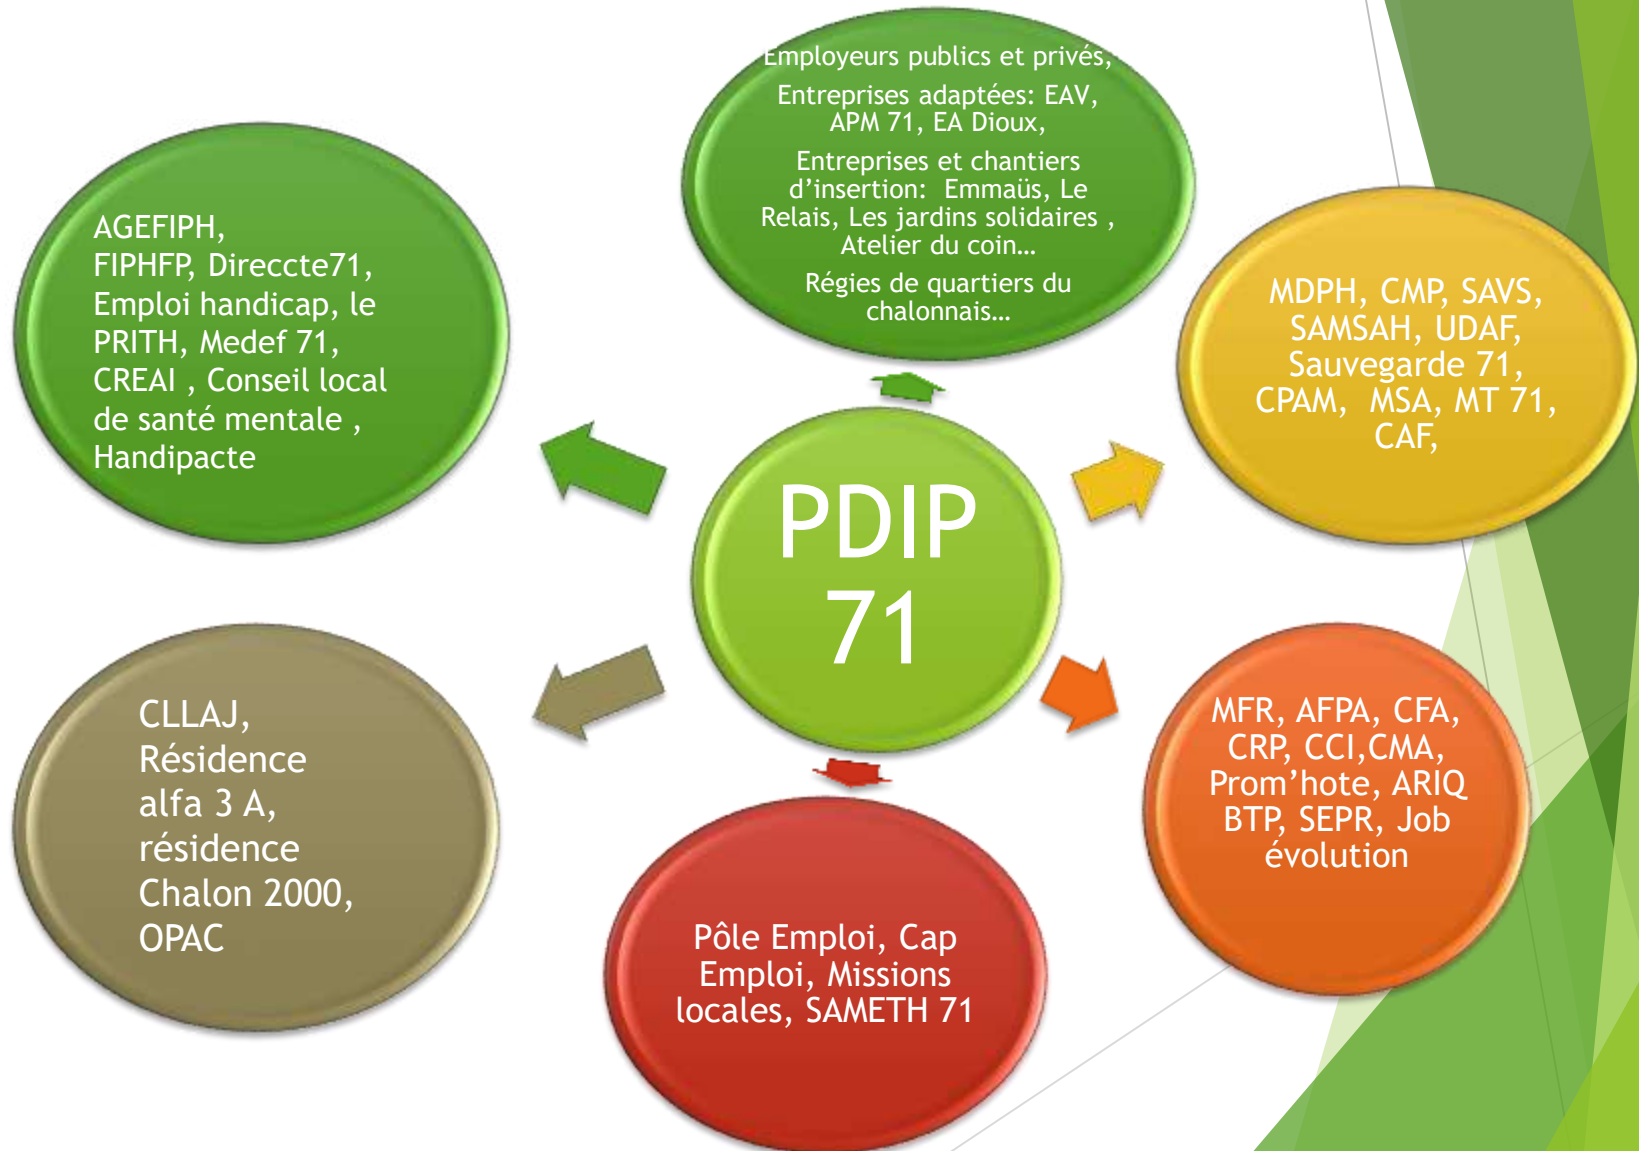 Employeurs publics et privés,
Entreprises adaptées: EAV,
APM 71, EA Dioux,
Entreprises et chantiers
d’insertion: Emmaüs, Le
Relais, Les jardins solidaires ,
Atelier du coin…
Régies de quartiers du
chalonnais…
AGEFIPH,
FIPHFP, Direccte71,
Emploi handicap, le
PRITH, Medef 71,
CREAI , Conseil local
de santé mentale ,
Handipacte
MDPH, CMP, SAVS,
SAMSAH, UDAF,
Sauvegarde 71,
CPAM, MSA, MT 71,
CAF,
PDIP
71
CLLAJ,
Résidence
alfa 3 A,
résidence
Chalon 2000,
OPAC
MFR, AFPA, CFA,
CRP, CCI,CMA,
Prom’hote, ARIQ
BTP, SEPR, Job
évolution
Pôle Emploi, Cap
Emploi, Missions
locales, SAMETH 71